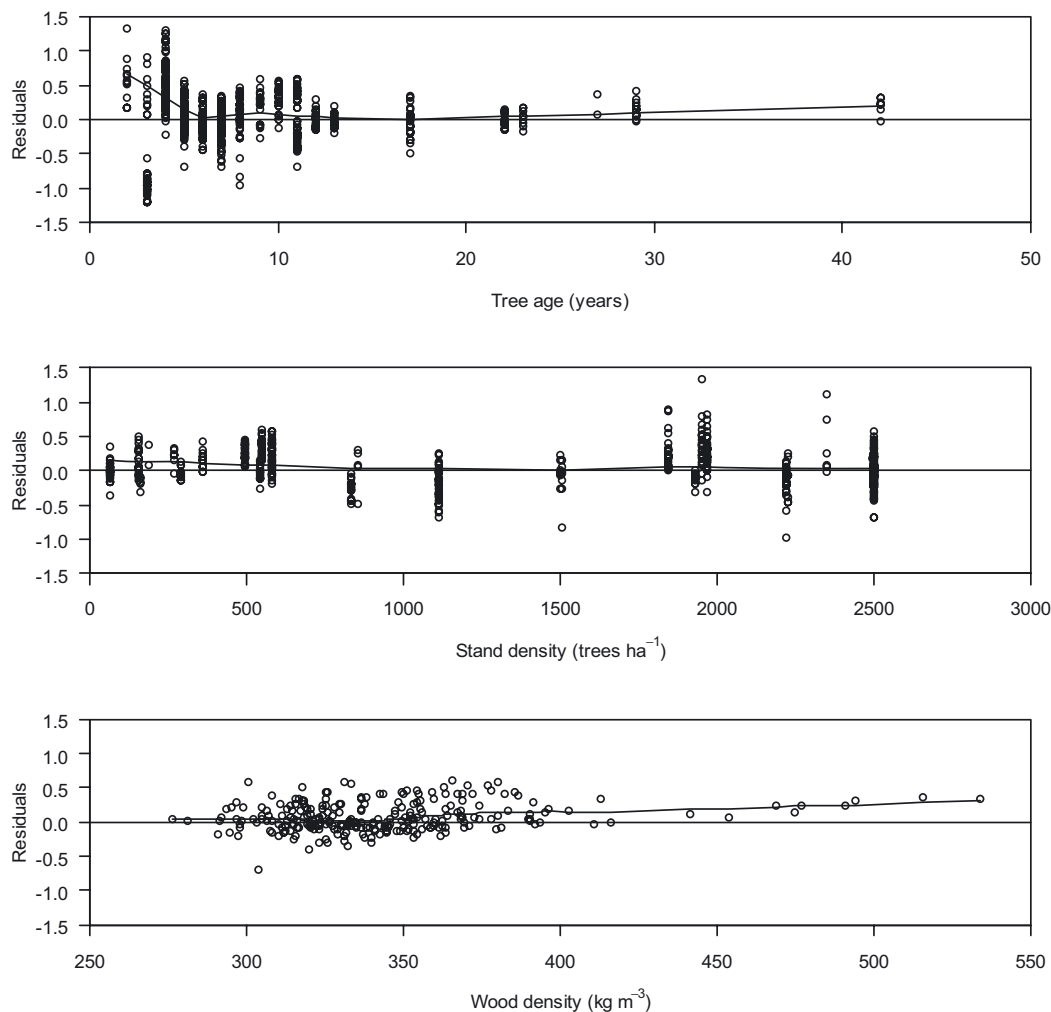 1.5
1.0
0.5
0.0
-0.5
-1.0
-1.5
Residuals
0 10 20 30 40 50
Tree age (years)
1.5
1.0
0.5
0.0
-0.5
-1.0
-1.5
Residuals
0 500 1000 1500 2000 2500 3000
Stand density (trees ha⁻¹)
1.5
1.0
0.5
0.0
-0.5
-1.0
-1.5
Residuals
250 300 350 400 450 500 550
Wood density (kg m⁻³)